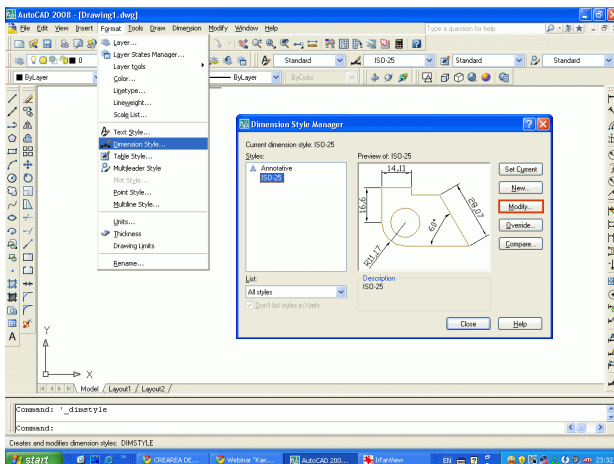 AutoCAD 2008 - [Drawing1.dwg]
File Edit View Insert Format Tools Draw Dimension Modify Window Help
Type a question for help
0
ISO-25
Standard
Standard
Standard
ByLayer
ByLayer
ByColor
Layer...
Layer States Manager...
Layer tools
Color...
Linetype...
Lineweight...
Scale List...
Text Style...
Dimension Style...
Table Style...
Multileader Style
Plot Style...
Point Style...
Multiline Style...
Units...
Thickness
Drawing Limits
Rename...
Dimension Style Manager
Current dimension style: ISO-25
Styles:
Annotative
ISO-25
Preview of: ISO-25
14,11
16,6
28,07
60°
R11,17
Set Current
New...
Modify...
Override...
Compare...
List:
All styles
Don't list styles in Xrefs
Description
ISO-25
Close
Help
Y
X
A
Model / Layout1 / Layout2 /
Command: '_dimstyle
Command:
Creates and modifies dimension styles: DIMSTYLE
start
CREAREA DE...
Webinar "Как...
AutoCAD 200...
IrfanView
EN
23:32